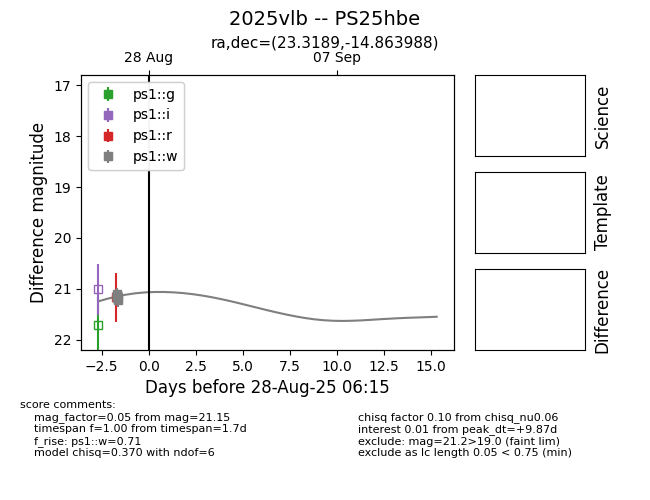 2025vlb -- PS25hbe
ra,dec=(23.3189,-14.863988)
28 Aug
07 Sep
17
18
19
20
21
22
Difference magnitude
ps1::g
ps1::i
ps1::r
ps1::w
−2.5
0.0
2.5
5.0
7.5
10.0
12.5
15.0
Days before 28-Aug-25 06:15
Science
Template
Difference
score comments:
mag_factor=0.05 from mag=21.15
timespan f=1.00 from timespan=1.7d
f_rise: ps1::w=0.71
model chisq=0.370 with ndof=6
chisq factor 0.10 from chisq_nu0.06
interest 0.01 from peak_dt=+9.87d
exclude: mag=21.2>19.0 (faint lim)
exclude as lc length 0.05 < 0.75 (min)